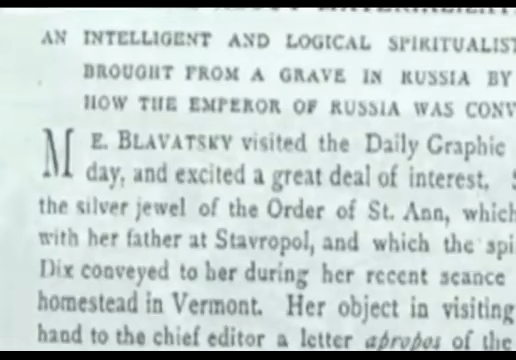 AN INTELLIGENT AND LOGICAL SPIRITUALIST
BROUGHT FROM A GRAVE IN RUSSIA BY
HOW THE EMPEROR OF RUSSIA WAS CONV
ME. BLAVATSKY visited the Daily Graphic
day, and excited a great deal of interest.
the silver jewel of the Order of St. Ann, which
with her father at Stavropol, and which the spi
Dix conveyed to her during her recent seance
homestead in Vermont. Her object in visiting
hand to the chief editor a letter apropos of the